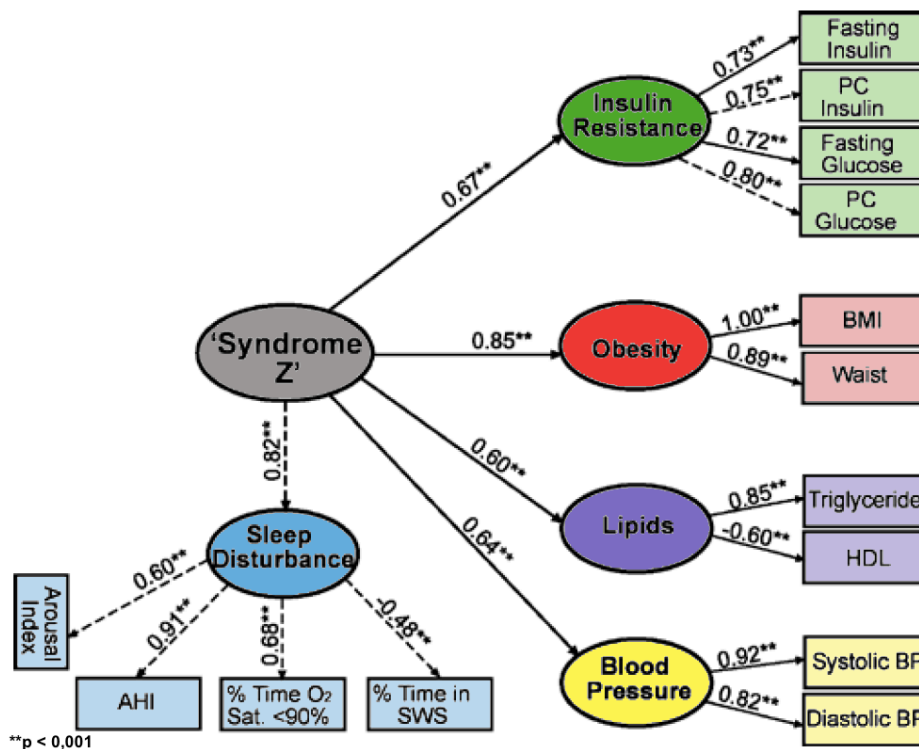 Fasting
Insulin
0.73**
PC
Insulin
0.75**
Insulin
Resistance
Fasting
Glucose
0.72**
PC
Glucose
0.80**
0.67**
'Syndrome
Z'
0.85**
Obesity
1.00**
BMI
0.89**
Waist
0.82**
0.60**
0.64**
Lipids
0.85**
Triglyceride
-0.60**
HDL
Sleep
Disturbance
0.60**
Arousal
Index
0.91**
AHI
0.68**
% Time O2
Sat. <90%
-0.48**
% Time in
SWS
Blood
Pressure
0.92**
Systolic BP
0.82**
Diastolic BP
**p < 0,001